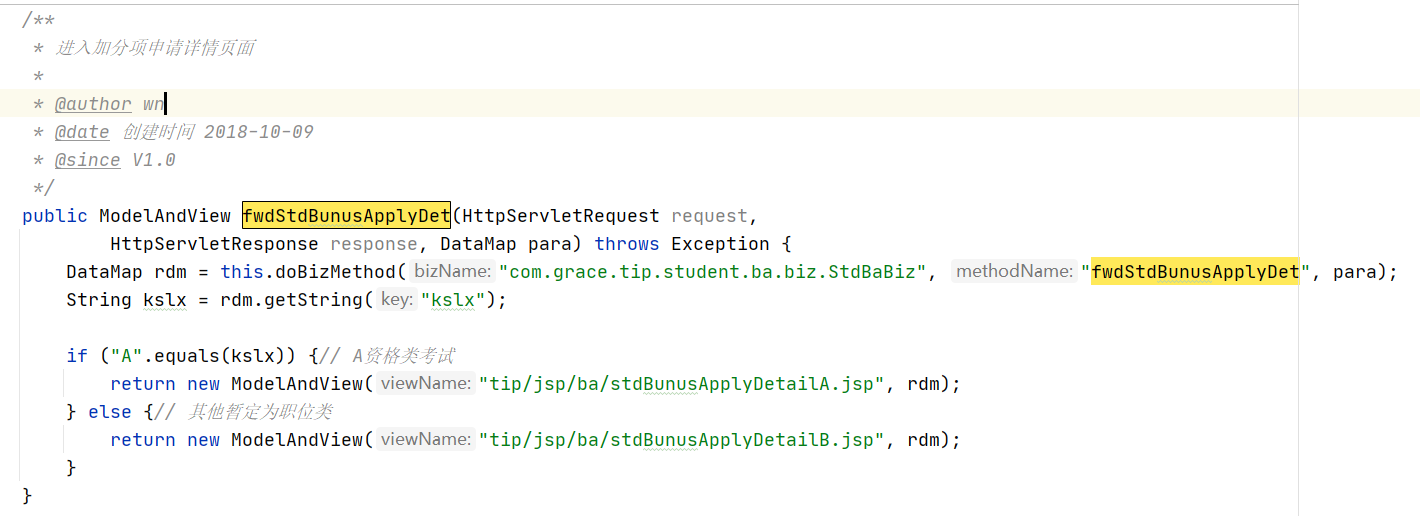 /**
 * 进入加分项申请详情页面
 *
 * @author wn
 * @date 创建时间 2018-10-09
 * @since V1.0
 */
public ModelAndView fwdStdBunusApplyDet(HttpServletRequest request,
        HttpServletResponse response, DataMap para) throws Exception {
    DataMap rdm = this.doBizMethod( bizName: "com.grace.tip.student.ba.biz.StdBaBiz", methodName: "fwdStdBunusApplyDet", para);
    String kslx = rdm.getString( key: "kslx");
    if ("A".equals(kslx)) {// A资格类考试
        return new ModelAndView( viewName: "tip/jsp/ba/stdBunusApplyDetailA.jsp", rdm);
    } else {// 其他暂定为职位类
        return new ModelAndView( viewName: "tip/jsp/ba/stdBunusApplyDetailB.jsp", rdm);
    }
}